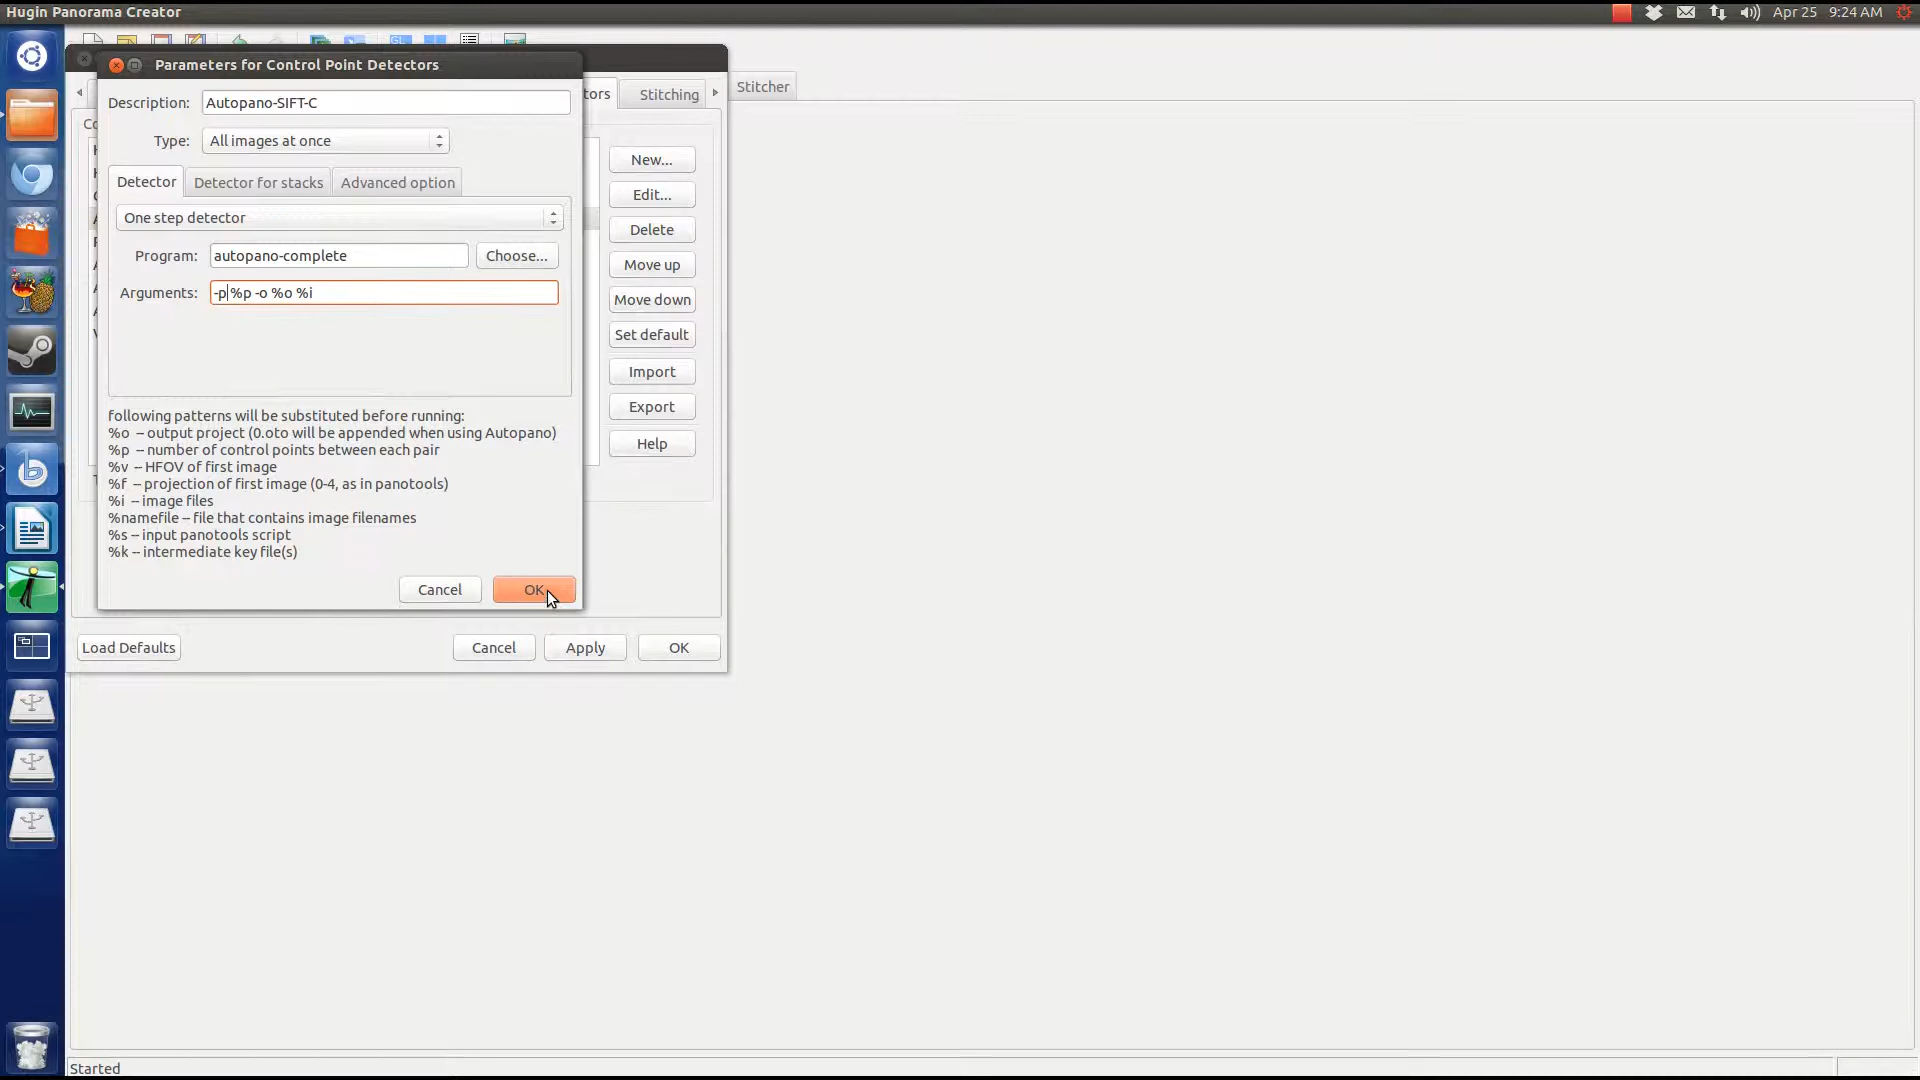 Hugin Panorama Creator
Apr 25 9:24 AM
Parameters for Control Point Detectors
Description: Autopano-SIFT-C
Type: All images at once
Detector Detector for stacks Advanced option
One step detector
Program: autopano-complete Choose...
Arguments: -p %p -o %o %i
following patterns will be substituted before running:
%o -- output project (0.oto will be appended when using Autopano)
%p -- number of control points between each pair
%v -- HFOV of first image
%f -- projection of first image (0-4, as in panotools)
%i -- image files
%namefile -- file that contains image filenames
%s -- input panotools script
%k -- intermediate key file(s)
Cancel OK
tors Stitching Stitcher
New...
Edit...
Delete
Move up
Move down
Set default
Import
Export
Help
Load Defaults Cancel Apply OK
Started